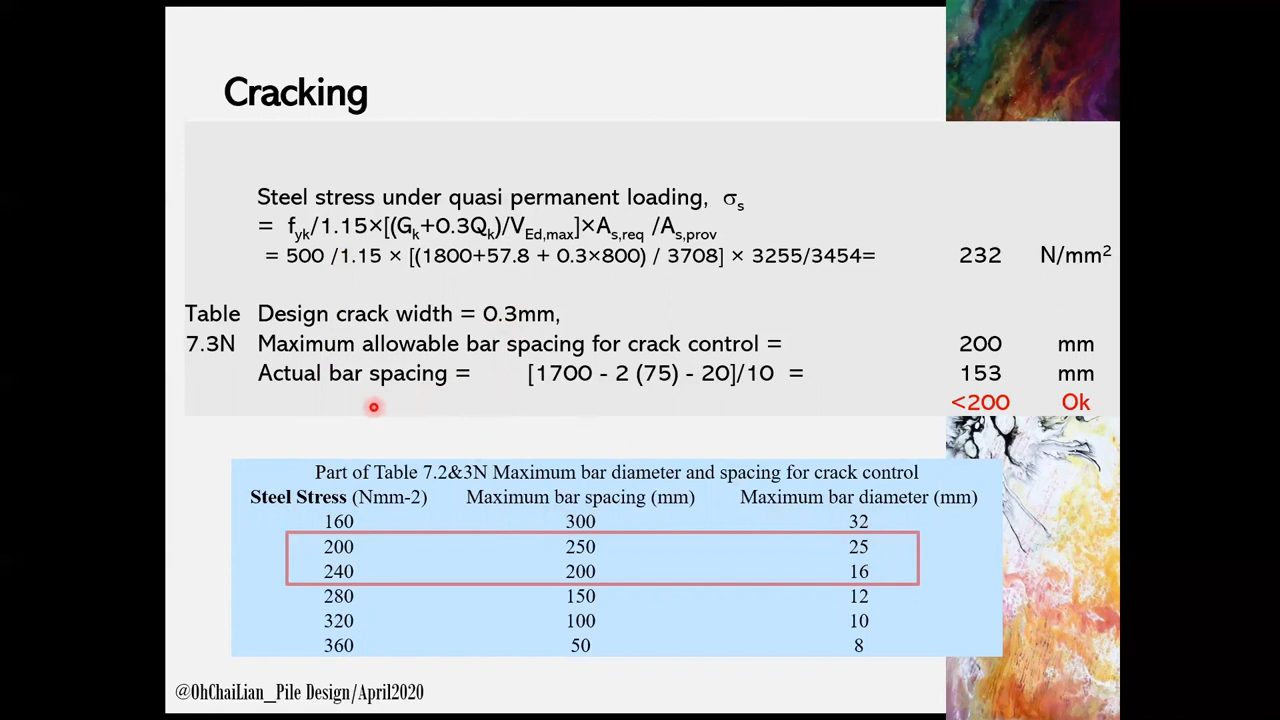 Cracking
Steel stress under quasi permanent loading, σs
= fyk/1.15×[(Gk+0.3Qk)/VEd,max]×As,req /As,prov
= 500 /1.15 × [(1800+57.8 + 0.3×800) / 3708] × 3255/3454= 232 N/mm²
Table Design crack width = 0.3mm,
7.3N Maximum allowable bar spacing for crack control = 200 mm
Actual bar spacing = [1700 - 2 (75) - 20]/10 = 153 mm
<200 Ok
Part of Table 7.2&3N Maximum bar diameter and spacing for crack control
Steel Stress (Nmm-2) Maximum bar spacing (mm) Maximum bar diameter (mm)
160 300 32
200 250 25
240 200 16
280 150 12
320 100 10
360 50 8
@OhChaiLian_Pile Design/April2020